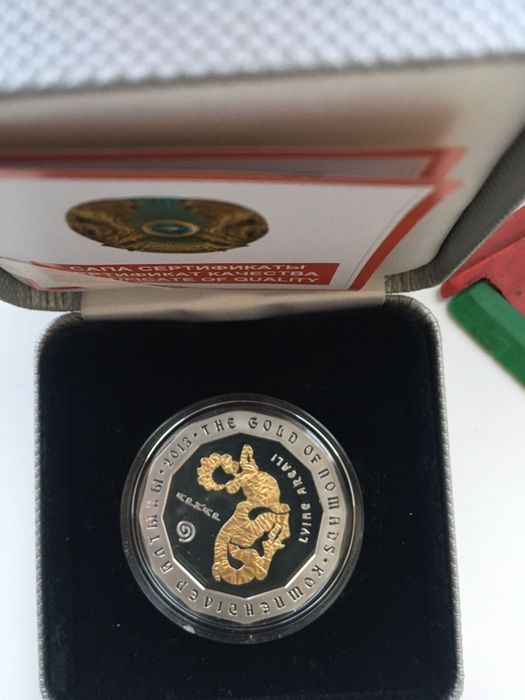 САПА СЕРТИФИКАТЫ
СЕРТИФИКАТ КАЧЕСТВА
CERTIFICATE OF QUALITY
• 2013 • THE GOLD OF NOMADS •
КӨШПЕНДІЛЕР АЛТЫНЫ
LYING ARGALI